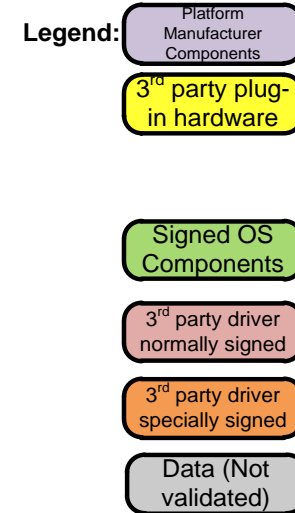 Legend:
Platform
Manufacturer
Components
3rd party plug-
in hardware
Signed OS
Components
3rd party driver
normally signed
3rd party driver
specially signed
Data (Not
validated)